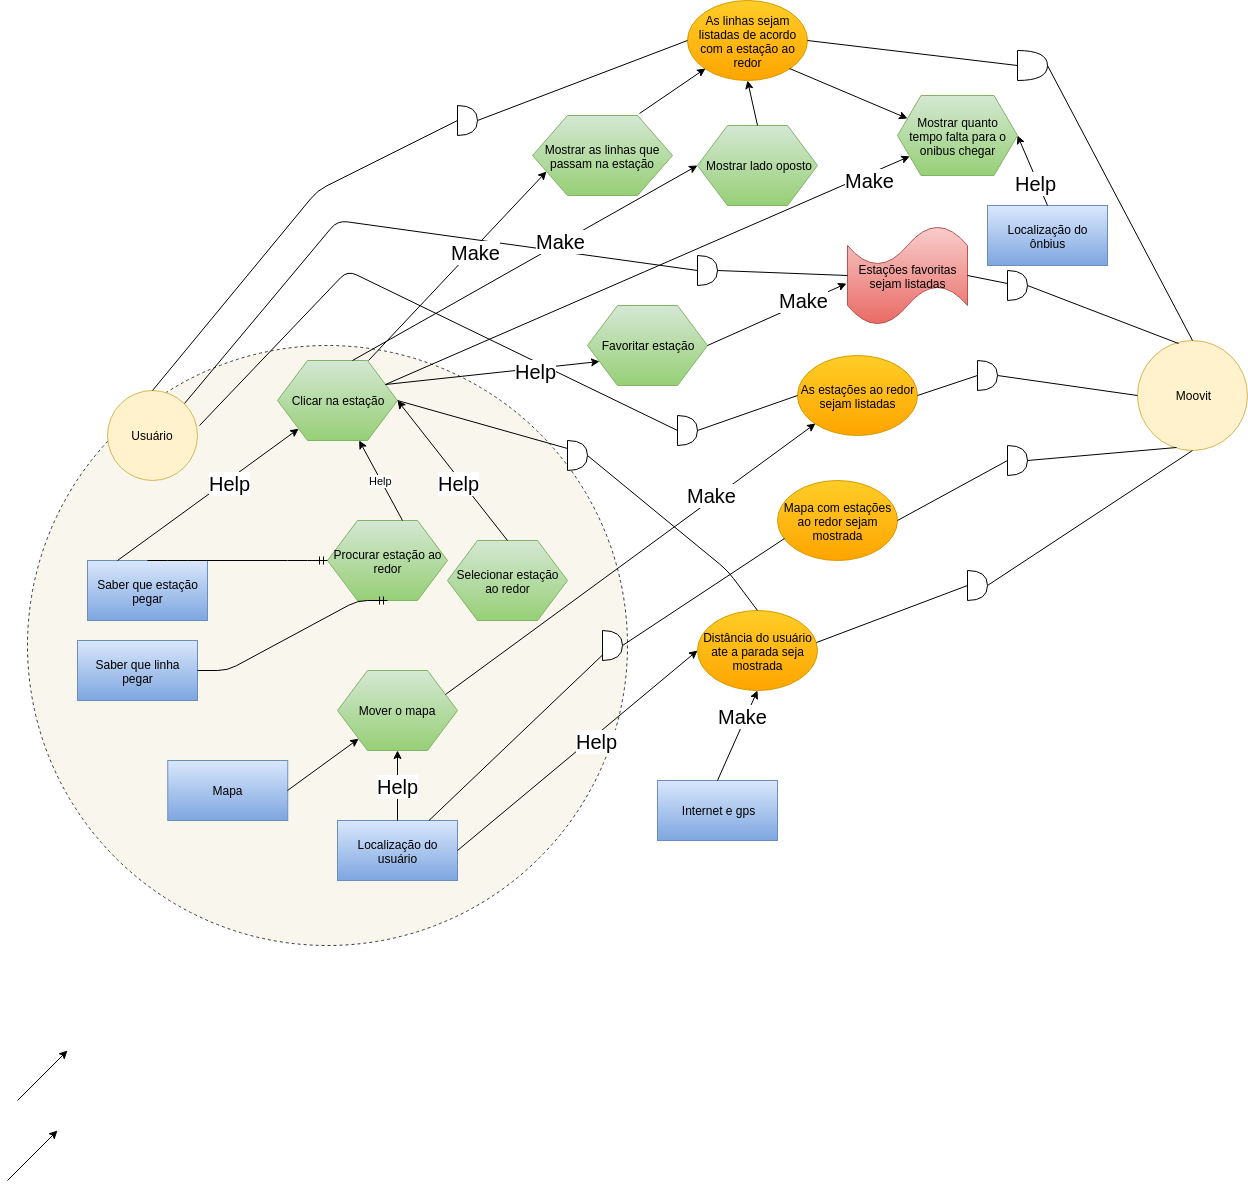 As linhas sejam
listadas de acordo
com a estação ao
redor
Mostrar as linhas que
passam na estação
Mostrar lado oposto
Mostrar quanto
tempo falta para o
onibus chegar
Make
Help
Localização do
ônbius
Make
Make
Estações favoritas
sejam listadas
Make
Favoritar estação
Help
As estações ao redor
sejam listadas
Moovit
Clicar na estação
Usuário
Help
Help
Help
Make
Mapa com estações
ao redor sejam
mostrada
Procurar estação ao
redor
Selecionar estação
ao redor
Saber que estação
pegar
Saber que linha
pegar
Distância do usuário
ate a parada seja
mostrada
Mover o mapa
Make
Help
Mapa
Help
Internet e gps
Localização do
usuário